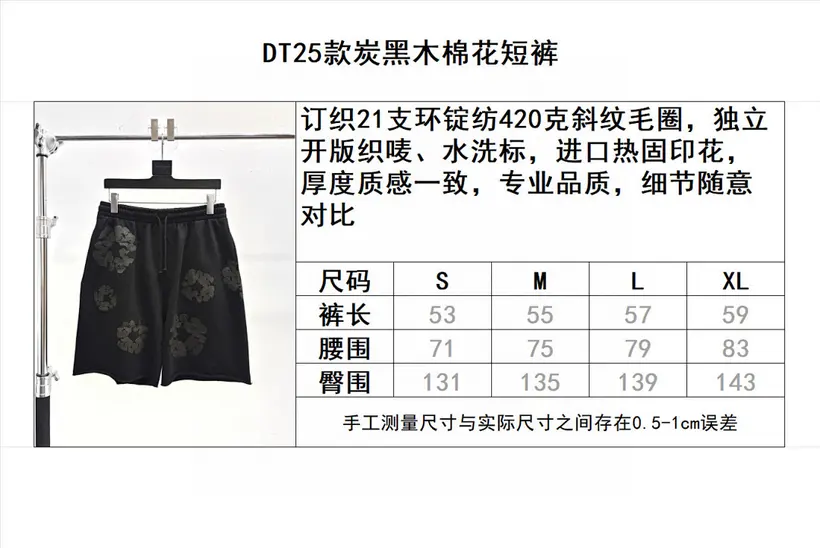 DT25款炭黑木棉花短裤
订织21支环锭纺420克斜纹毛圈，独立
开版织唛、水洗标，进口热固印花，
厚度质感一致，专业品质，细节随意
对比
尺码 S M L XL
裤长 53 55 57 59
腰围 71 75 79 83
臀围 131 135 139 143
手工测量尺寸与实际尺寸之间存在0.5-1cm误差